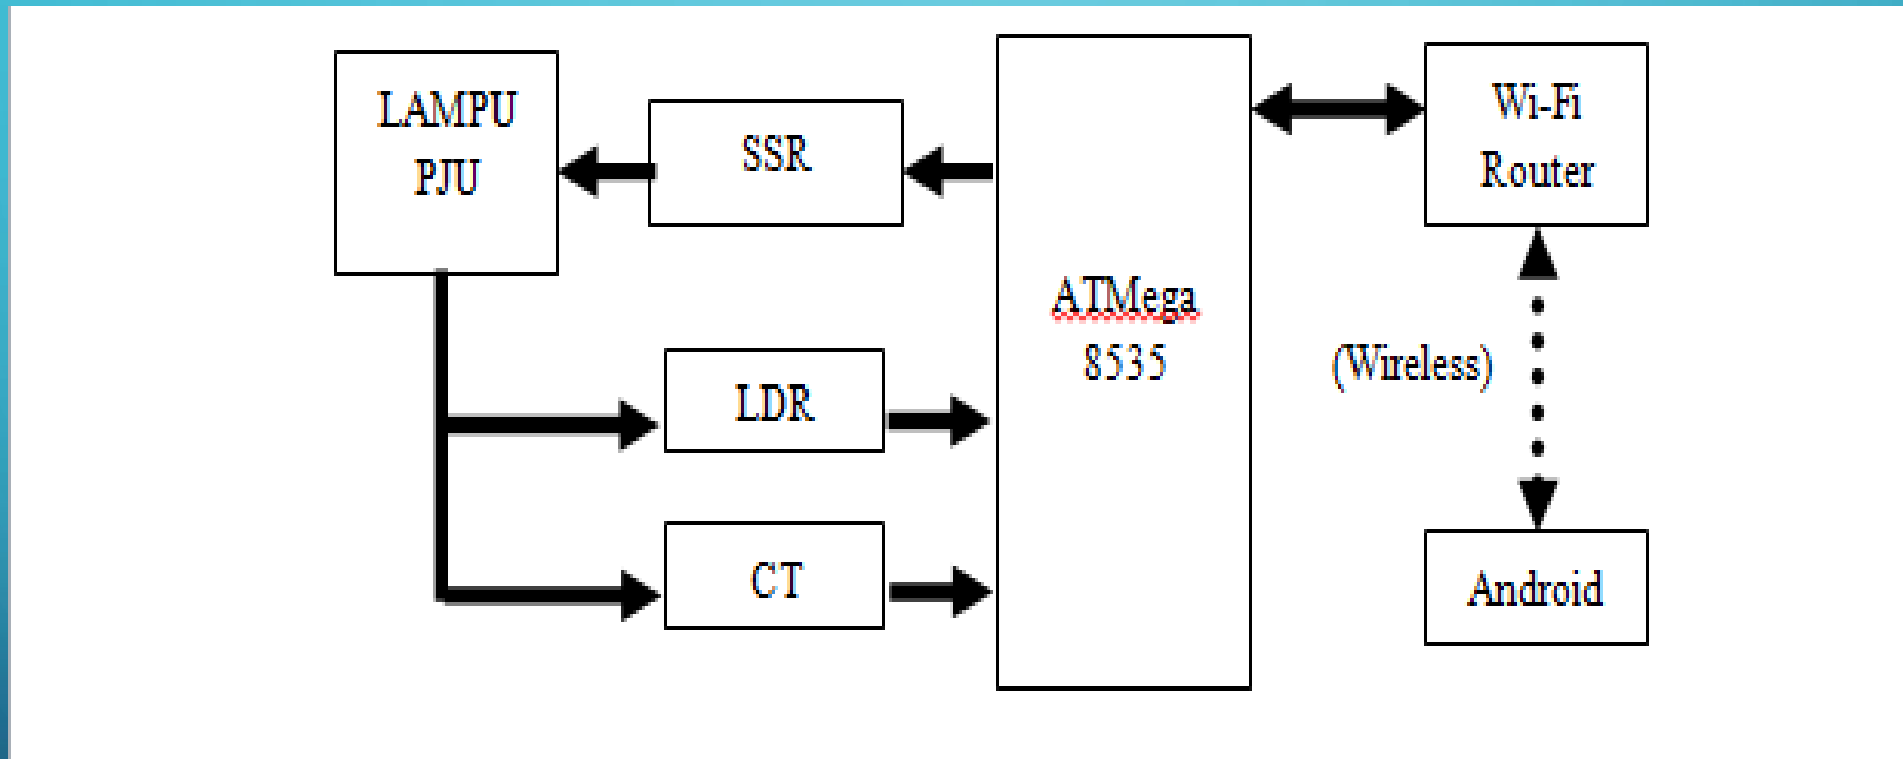 LAMPU
PJU
SSR
LDR
CT
ATMega
8535
Wi-Fi
Router
(Wireless)
Android